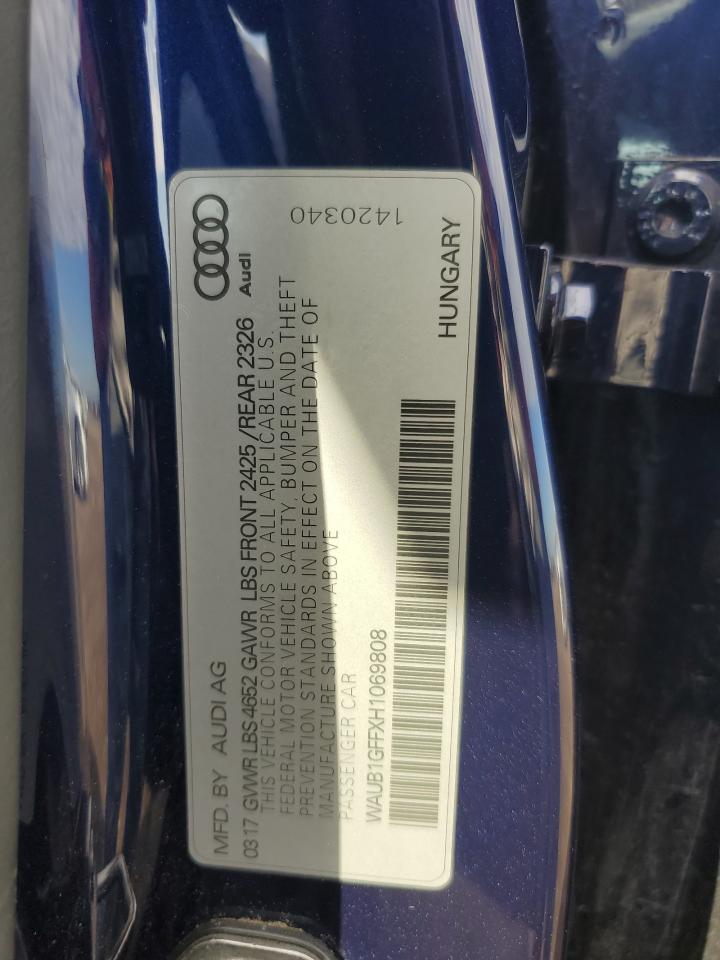 MFD. BY AUDI AG
Audi
0317 GVWR LBS 4652 GAWR LBS FRONT 2425 /REAR 2326
THIS VEHICLE CONFORMS TO ALL APPLICABLE U.S.
FEDERAL MOTOR VEHICLE SAFETY, BUMPER AND THEFT
PREVENTION STANDARDS IN EFFECT ON THE DATE OF
MANUFACTURE SHOWN ABOVE
PASSENGER CAR
1420340
WAUB1GFFXH1069808
HUNGARY